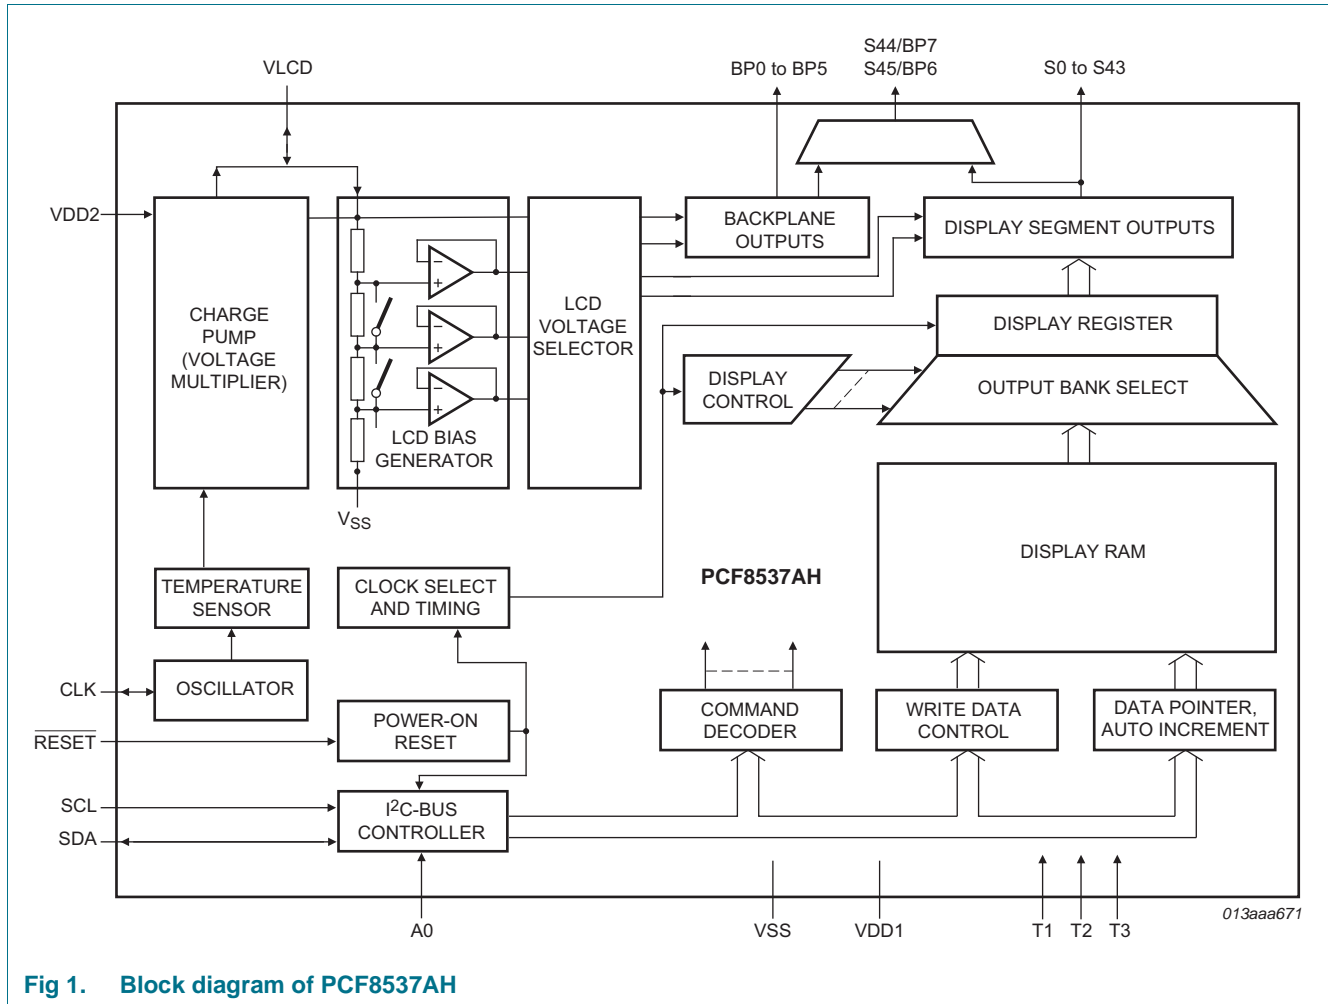 S44/BP7
VLCD
BP0 to BP5
S45/BP6
S0 to S43
VDD2
BACKPLANE
OUTPUTS
DISPLAY SEGMENT OUTPUTS
CHARGE
PUMP
(VOLTAGE
MULTIPLIER)
LCD
VOLTAGE
SELECTOR
DISPLAY REGISTER
DISPLAY
CONTROL
OUTPUT BANK SELECT
−
+
−
+
−
+
LCD BIAS
GENERATOR
VSS
DISPLAY RAM
PCF8537AH
TEMPERATURE
SENSOR
CLOCK SELECT
AND TIMING
CLK
OSCILLATOR
RESET
POWER-ON
RESET
COMMAND
DECODER
WRITE DATA
CONTROL
DATA POINTER,
AUTO INCREMENT
SCL
SDA
I2C-BUS
CONTROLLER
A0
VSS
VDD1
T1
T2
T3
013aaa671
Fig 1. Block diagram of PCF8537AH